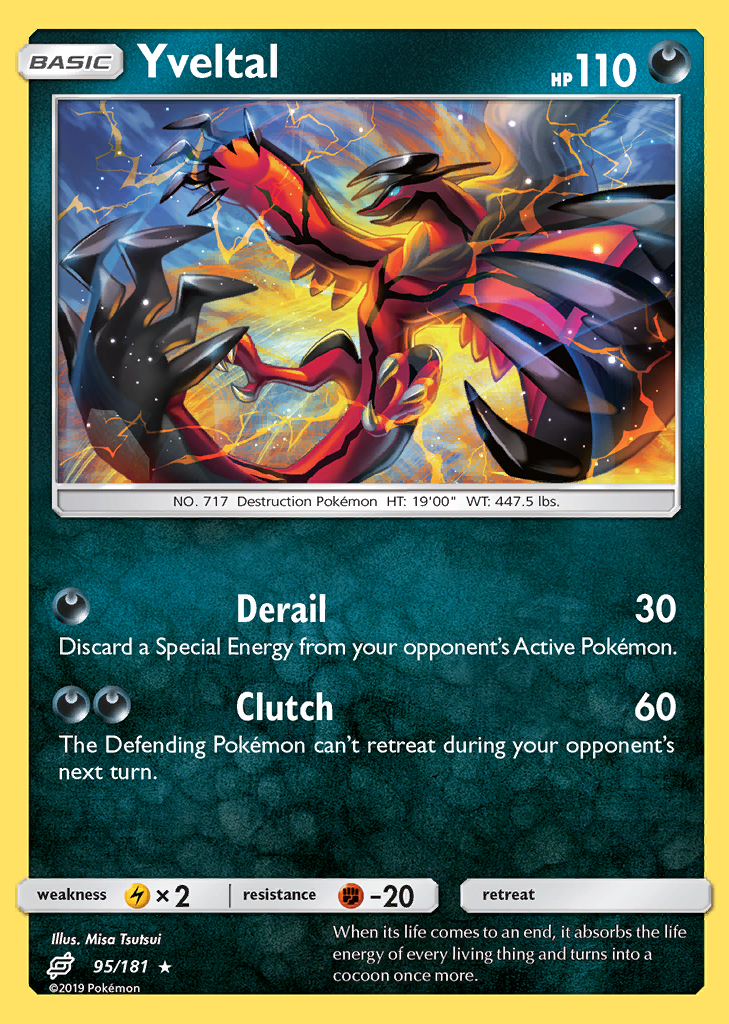 BASIC Yveltal HP110
NO. 717 Destruction Pokémon HT: 19'00" WT: 447.5 lbs.
Derail 30
Discard a Special Energy from your opponent's Active Pokémon.
Clutch 60
The Defending Pokémon can't retreat during your opponent's
next turn.
weakness ×2 resistance -20 retreat
Illus. Misa Tsutsui
95/181 ★
©2019 Pokémon
When its life comes to an end, it absorbs the life
energy of every living thing and turns into a
cocoon once more.